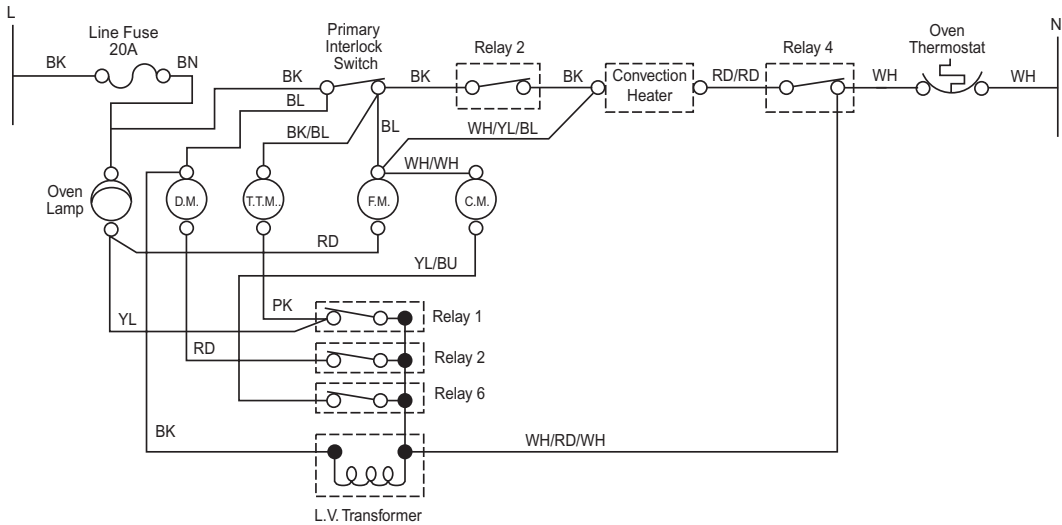 L
N
Line Fuse
20A
Primary
Interlock
Switch
Relay 2
Relay 4
Oven
Thermostat
BK
BN
BK
BL
BK
BK
Convection
Heater
RD/RD
WH
WH
BK/BL
BL
WH/YL/BL
WH/WH
Oven
Lamp
D.M.
T.T.M..
F.M.
C.M.
RD
YL/BU
YL
PK
Relay 1
RD
Relay 2
Relay 6
BK
WH/RD/WH
L.V. Transformer